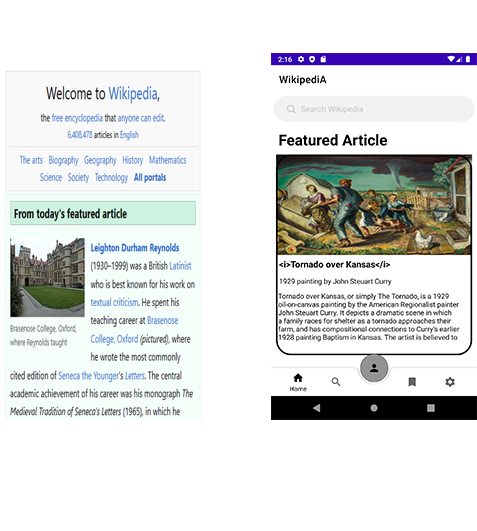 Welcome to Wikipedia,
the free encyclopedia that anyone can edit.
6,408,478 articles in English
The arts Biography Geography History Mathematics
Science Society Technology All portals
From today's featured article
Leighton Durham Reynolds
(1930–1999) was a British Latinist
who is best known for his work on
textual criticism. He spent his
teaching career at Brasenose
College, Oxford (pictured), where
he wrote the most commonly
Brasenose College, Oxford,
where Reynolds taught
cited edition of Seneca the Younger's Letters. The central
academic achievement of his career was his monograph The
Medieval Tradition of Seneca's Letters (1965), in which he
2:16
WikipediA
Search Wikipedia
Featured Article
<i>Tornado over Kansas</i>
1929 painting by John Steuart Curry
Tornado over Kansas, or simply The Tornado, is a 1929
oil-on-canvas painting by the American Regionalist painter
John Steuart Curry. It depicts a dramatic scene in which
a family races for shelter as a tornado approaches their
farm, and has compositional connections to Curry's earlier
1928 painting Baptism in Kansas. The artist is believed to
Home